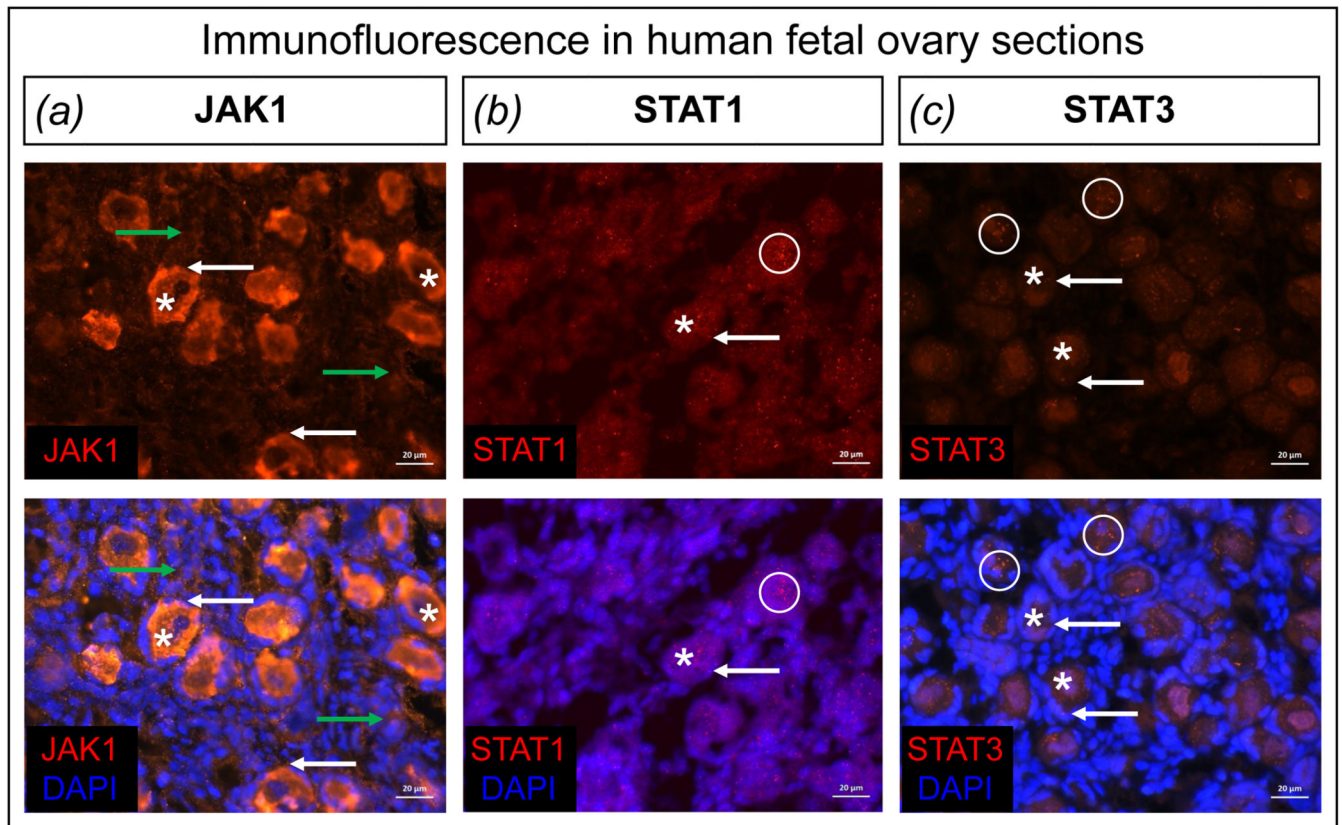 Immunofluorescence in human fetal ovary sections
(a) JAK1
(b) STAT1
(c) STAT3
*
*
JAK1
20 µm
*
STAT1
20 µm
*
*
STAT3
20 µm
*
*
JAK1
DAPI
20 µm
*
STAT1
DAPI
20 µm
*
*
STAT3
DAPI
20 µm